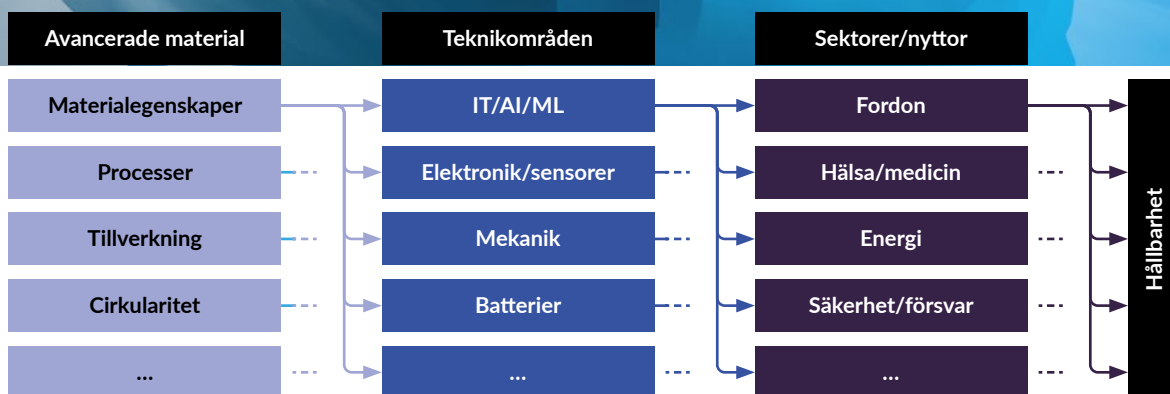 Avancerade material
Teknikområden
Sektorer/nyttor
Materialegenskaper
IT/AI/ML
Fordon
Processer
Elektronik/sensorer
Hälsa/medicin
Tillverkning
Mekanik
Energi
Cirkularitet
Batterier
Säkerhet/försvar
...
...
...
Hållbarhet